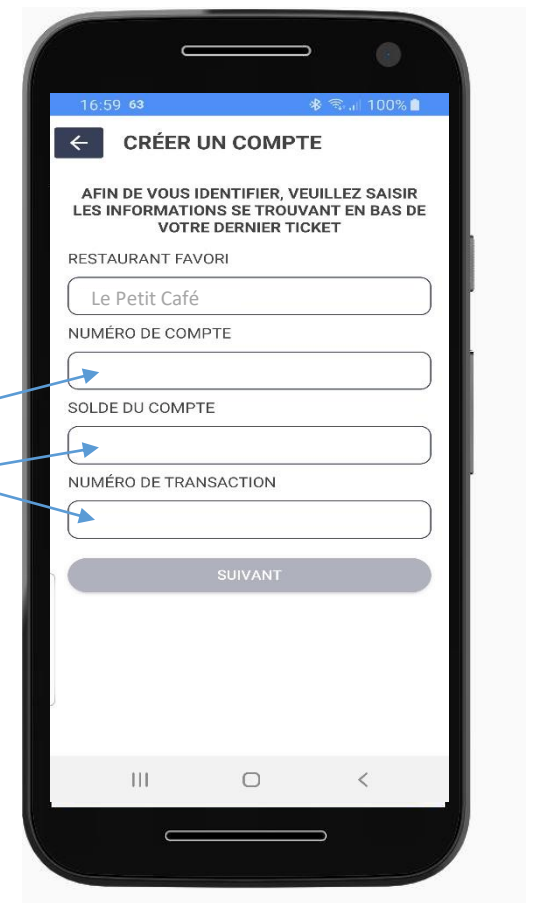 16:59 63 100%
CRÉER UN COMPTE
AFIN DE VOUS IDENTIFIER, VEUILLEZ SAISIR
LES INFORMATIONS SE TROUVANT EN BAS DE
VOTRE DERNIER TICKET
RESTAURANT FAVORI
Le Petit Café
NUMÉRO DE COMPTE
SOLDE DU COMPTE
NUMÉRO DE TRANSACTION
SUIVANT